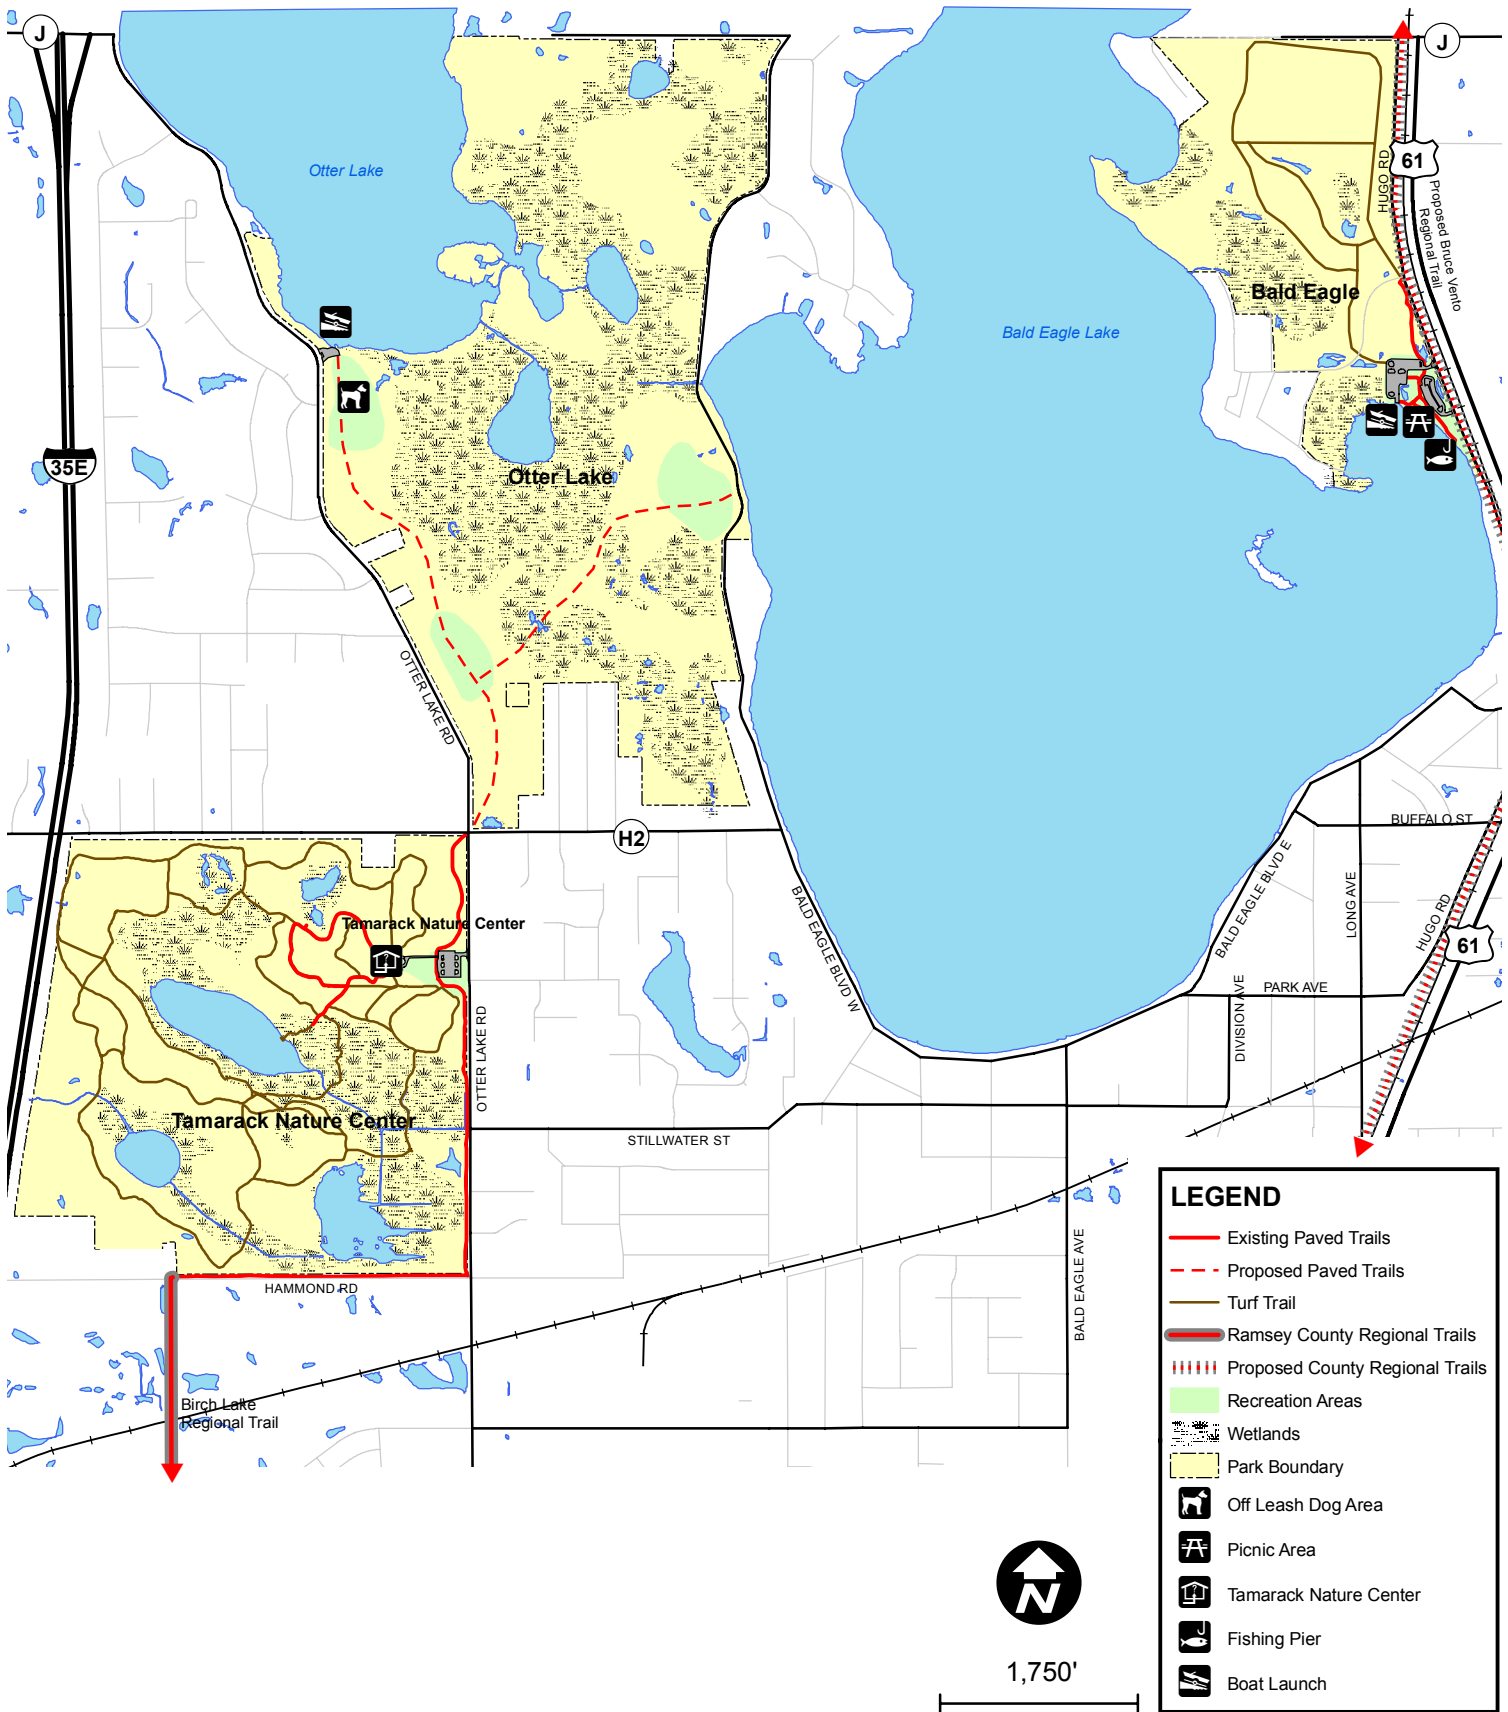 J
J
Otter Lake
61
HUGO RD
Proposed Bruce Vento
Regional Trail
Bald Eagle
Bald Eagle Lake
35E
Otter Lake
OTTER LAKE RD
H2
BUFFALO ST
BALD EAGLE BLVD E
LONG AVE
HUGO RD
61
BALD EAGLE BLVD W
Tamarack Nature Center
?
PARK AVE
DIVISION AVE
OTTER LAKE RD
Tamarack Nature Center
STILLWATER ST
BALD EAGLE AVE
HAMMOND RD
Birch Lake
Regional Trail
LEGEND
Existing Paved Trails
Proposed Paved Trails
Turf Trail
Ramsey County Regional Trails
Proposed County Regional Trails
Recreation Areas
Wetlands
Park Boundary
Off Leash Dog Area
Picnic Area
?
Tamarack Nature Center
Fishing Pier
Boat Launch
N
1,750'